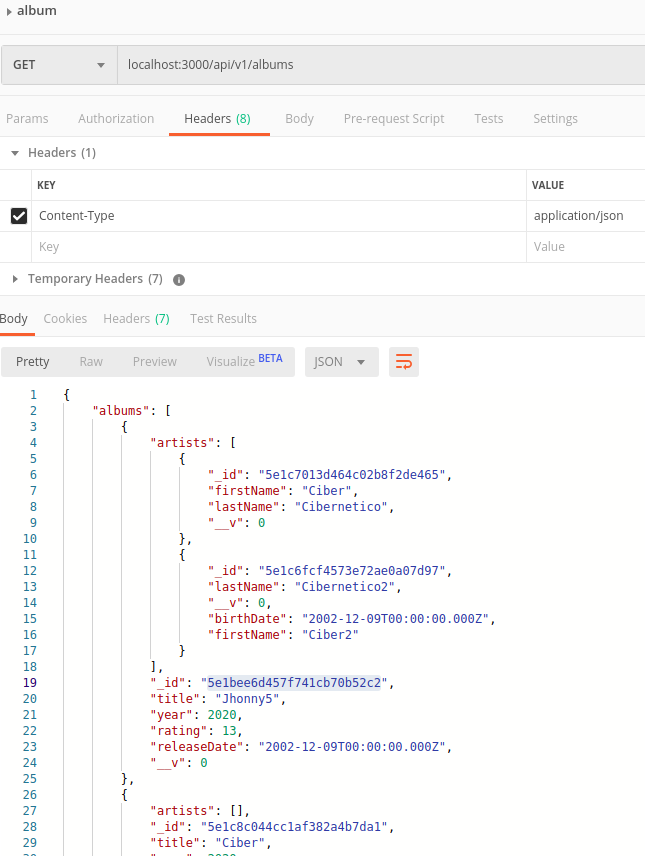 album
GET localhost:3000/api/v1/albums
Params Authorization Headers (8) Body Pre-request Script Tests Settings
Headers (1)
KEY VALUE
Content-Type application/json
Key Value
Temporary Headers (7) i
Body Cookies Headers (7) Test Results
Pretty Raw Preview Visualize BETA JSON
1 {
2 "albums": [
3 {
4 "artists": [
5 {
6 "_id": "5e1c7013d464c02b8f2de465",
7 "firstName": "Ciber",
8 "lastName": "Cibernetico",
9 "__v": 0
10 },
11 {
12 "_id": "5e1c6fcf4573e72ae0a07d97",
13 "lastName": "Cibernetico2",
14 "__v": 0,
15 "birthDate": "2002-12-09T00:00:00.000Z",
16 "firstName": "Ciber2"
17 }
18 ],
19 "_id": "5e1bee6d457f741cb70b52c2",
20 "title": "Jhonny5",
21 "year": 2020,
22 "rating": 13,
23 "releaseDate": "2002-12-09T00:00:00.000Z",
24 "__v": 0
25 },
26 {
27 "artists": [],
28 "_id": "5e1c8c044cc1af382a4b7da1",
29 "title": "Ciber",